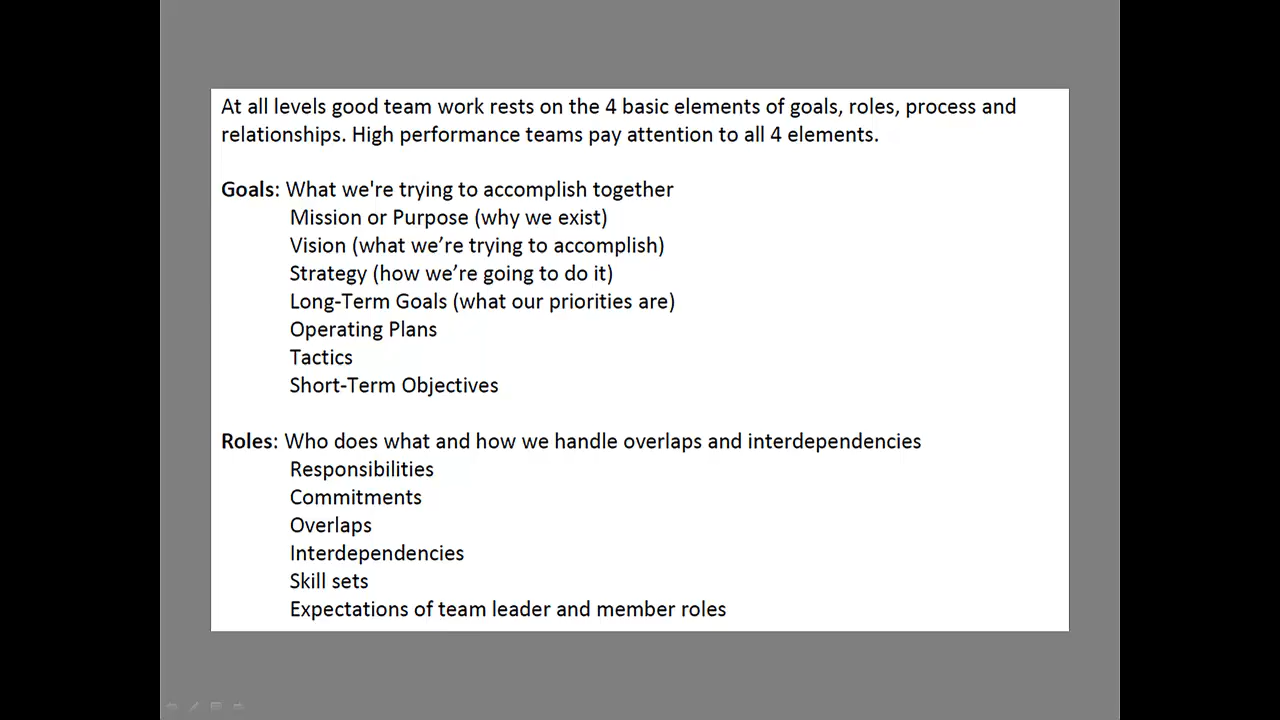 At all levels good team work rests on the 4 basic elements of goals, roles, process and
relationships. High performance teams pay attention to all 4 elements.
Goals: What we're trying to accomplish together
Mission or Purpose (why we exist)
Vision (what we’re trying to accomplish)
Strategy (how we’re going to do it)
Long-Term Goals (what our priorities are)
Operating Plans
Tactics
Short-Term Objectives
Roles: Who does what and how we handle overlaps and interdependencies
Responsibilities
Commitments
Overlaps
Interdependencies
Skill sets
Expectations of team leader and member roles